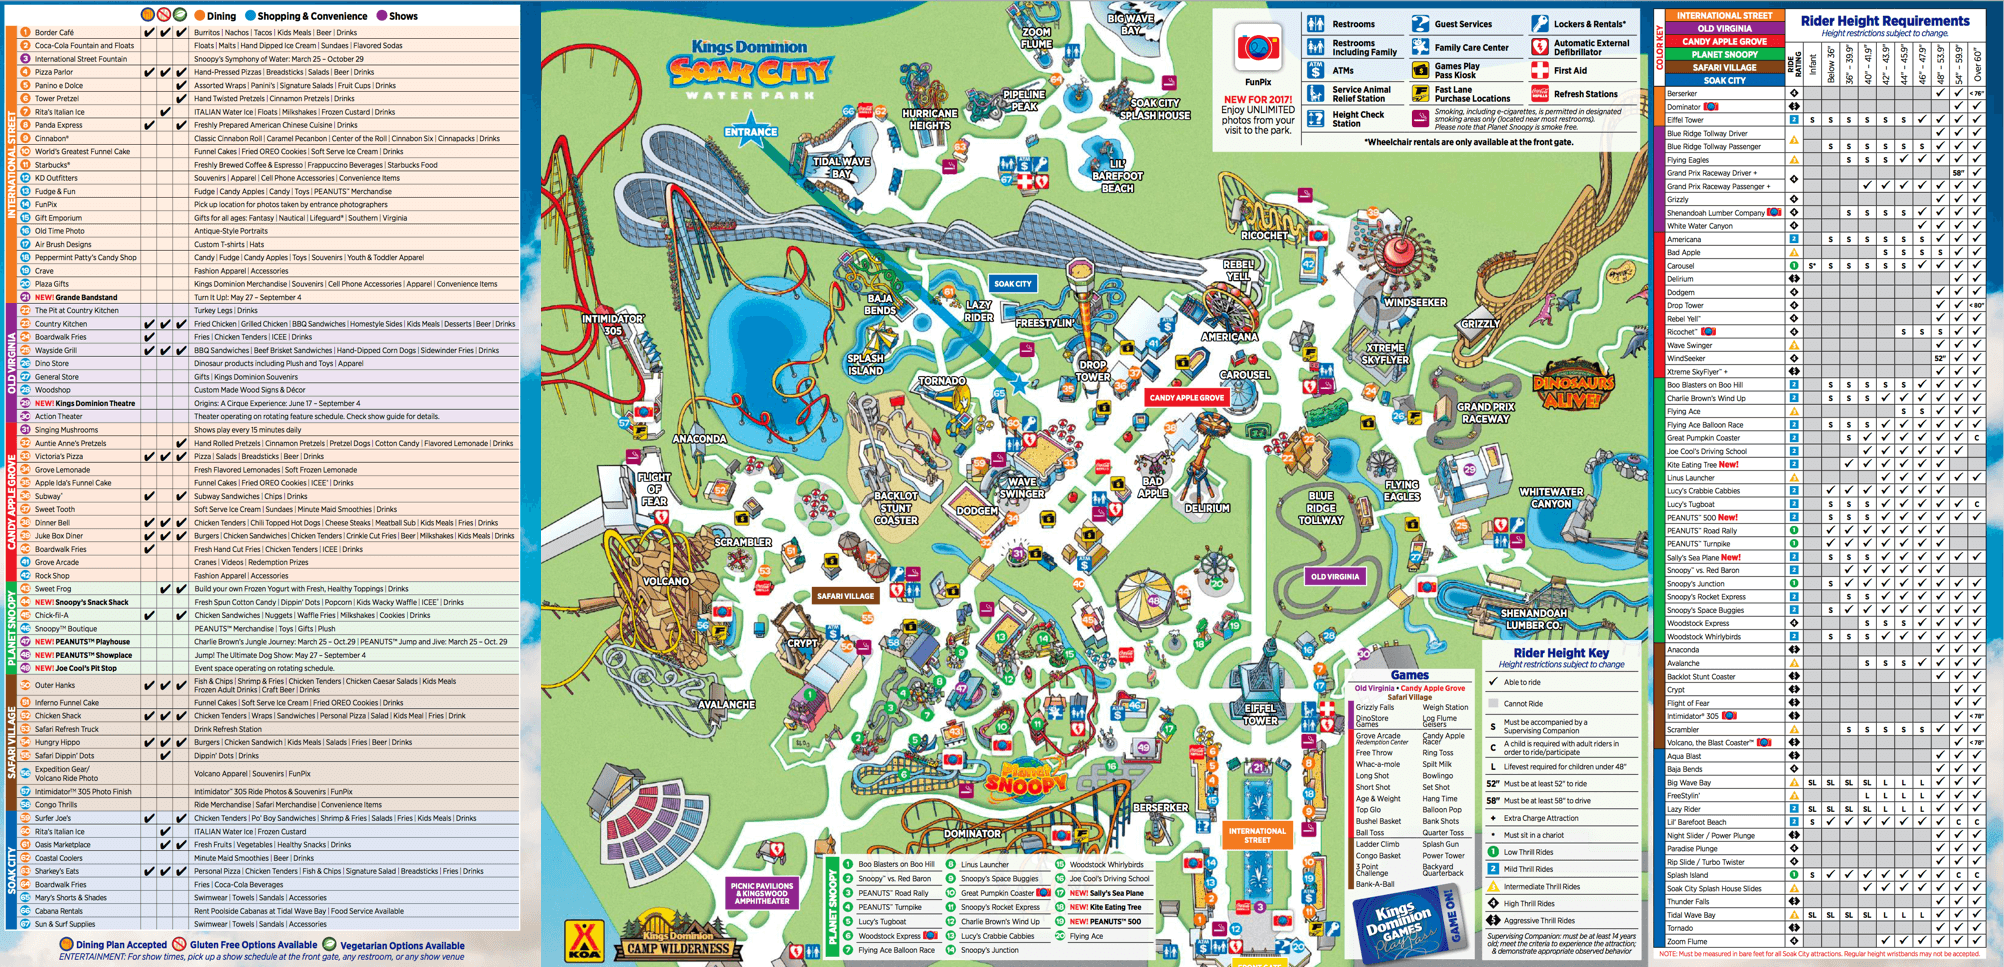 Dining
Shopping & Convenience
Shows
INTERNATIONAL STREET
1 Border Café Burritos | Nachos | Tacos | Kids Meals | Beer | Drinks
2 Coca-Cola Fountain and Floats Floats | Malts | Hand Dipped Ice Cream | Sundaes | Flavored Sodas
3 International Street Fountain Snoopy's Symphony of Water: March 25 - October 29
4 Pizza Parlor Hand-Pressed Pizzas | Breadsticks | Salads | Beer | Drinks
5 Panino e Dolce Assorted Wraps | Panini's | Signature Salads | Fruit Cups | Drinks
6 Tower Pretzel Hand Twisted Pretzels | Cinnamon Pretzels | Drinks
7 Rita's Italian Ice ITALIAN Water Ice | Floats | Milkshakes | Frozen Custard | Drinks
8 Panda Express Freshly Prepared American Chinese Cuisine | Drinks
9 Cinnabon® Classic Cinnabon Roll | Caramel Pecanbon | Center of the Roll | Cinnabon Six | Cinnapacks | Drinks
10 World's Greatest Funnel Cake Funnel Cakes | Fried OREO Cookies | Soft Serve Ice Cream | Drinks
11 Starbucks® Freshly Brewed Coffee & Espresso | Frappuccino Beverages | Starbucks Food
12 KD Outfitters Souvenirs | Apparel | Cell Phone Accessories | Convenience Items
13 Fudge & Fun Fudge | Candy Apples | Candy | Toys | PEANUTS™ Merchandise
14 FunPix Pick up location for photos taken by entrance photographers
15 Gift Emporium Gifts for all ages: Fantasy | Nautical | Lifeguard® | Southern | Virginia
16 Old Time Photo Antique-Style Portraits
17 Air Brush Designs Custom T-shirts | Hats
18 Peppermint Patty's Candy Shop Candy | Fudge | Candy Apples | Toys | Souvenirs | Youth & Toddler Apparel
19 Crave Fashion Apparel | Accessories
20 Plaza Gifts Kings Dominion Merchandise | Souvenirs | Cell Phone Accessories | Apparel | Convenience Items
21 NEW! Grande Bandstand Turn It Up!: May 27 - September 4
OLD VIRGINIA
22 The Pit at Country Kitchen Turkey Legs | Drinks
23 Country Kitchen Fried Chicken | Grilled Chicken | BBQ Sandwiches | Homestyle Sides | Kids Meals | Desserts | Beer | Drinks
24 Boardwalk Fries Fries | Chicken Tenders | ICEE | Drinks
25 Wayside Grill BBQ Sandwiches | Beef Brisket Sandwiches | Hand-Dipped Corn Dogs | Sidewinder Fries | Drinks
26 Dino Store Dinosaur products including Plush and Toys | Apparel
27 General Store Gifts | Kings Dominion Souvenirs
28 Woodshop Custom Made Wood Signs & Décor
29 NEW! Kings Dominion Theatre Origins: A Cirque Experience: June 17 - September 4
30 Action Theater Theater operating on rotating feature schedule. Check show guide for details.
CANDY APPLE GROVE
31 Singing Mushrooms Shows play every 15 minutes daily
32 Auntie Anne's Pretzels Hand Rolled Pretzels | Cinnamon Pretzels | Pretzel Dogs | Cotton Candy | Flavored Lemonade | Drinks
33 Victoria's Pizza Pizza | Salads | Breadsticks | Beer | Drinks
34 Grove Lemonade Fresh Flavored Lemonades | Soft Frozen Lemonade
35 Apple Ida's Funnel Cake Funnel Cakes | Fried OREO Cookies | ICEE® | Drinks
36 Subway® Subway Sandwiches | Chips | Drinks
37 Sweet Tooth Soft Serve Ice Cream | Sundaes | Minute Maid Smoothies | Drinks
38 Dinner Bell Chicken Tenders | Chili Topped Hot Dogs | Cheese Steaks | Meatball Sub | Kids Meals | Fries | Drinks
39 Juke Box Diner Burgers | Chicken Sandwiches | Chicken Tenders | Crinkle Cut Fries | Beer | Milkshakes | Kids Meals | Drinks
40 Boardwalk Fries Fresh Hand Cut Fries | Chicken Tenders | ICEE | Drinks
41 Grove Arcade Cranes | Videos | Redemption Prizes
42 Rock Shop Fashion Apparel | Accessories
PLANET SNOOPY
43 Sweet Frog Build your own Frozen Yogurt with Fresh, Healthy Toppings | Drinks
44 NEW! Snoopy's Snack Shack Fresh Spun Cotton Candy | Dippin' Dots | Popcorn | Kids Wacky Waffle | ICEE® | Drinks
45 Chick-fil-A Chicken Sandwiches | Nuggets | Waffle Fries | Milkshakes | Cookies | Drinks
46 Snoopy™ Boutique PEANUTS™ Merchandise | Toys | Gifts | Plush
47 NEW! PEANUTS™ Playhouse Charlie Brown's Jungle Journey: March 25 - Oct. 29 | PEANUTS™ Jump and Jive: March 25 - Oct. 29
48 NEW! PEANUTS™ Showplace Jump! The Ultimate Dog Show: May 27 - September 4
49 NEW! Joe Cool's Pit Stop Event space operating on rotating schedule.
SAFARI VILLAGE
50 Outer Hanks Fish & Chips | Shrimp & Fries | Chicken Tenders | Chicken Caesar Salads | Kids Meals
Frozen Adult Drinks | Craft Beer | Drinks
51 Inferno Funnel Cake Funnel Cakes | Soft Serve Ice Cream | Fried OREO Cookies | Drinks
52 Chicken Shack Chicken Tenders | Wraps | Sandwiches | Personal Pizza | Salad | Kids Meal | Fries | Drink
53 Safari Refreshment Truck Drink Refresh Station
54 Hungry Hippo Burgers | Chicken Sandwich | Kids Meals | Salads | Fries | Beer | Drinks
55 Safari Dippin' Dots Dippin' Dots | Drinks
56 Expedition Gear/
Volcano Ride Photo Volcano Apparel | Souvenirs | FunPix
57 Intimidator™ 305 Photo Finish Intimidator™ 305 Ride Photos & Souvenirs | FunPix
58 Congo Thrills Ride Merchandise | Safari Merchandise | Convenience Items
SOAK CITY
59 Surfer Joe's Chicken Tenders | Po' Boy Sandwiches | Shrimp & Fries | Salads | Fries | Kids Meals | Drinks
60 Rita's Italian Ice ITALIAN Water Ice | Frozen Custard
61 Oasis Marketplace Fresh Fruits | Vegetables | Healthy Snacks | Drinks
62 Coastal Coolers Minute Maid Smoothies | Beer | Drinks
63 Sharkey's Eats Personal Pizza | Chicken Tenders | Fish & Chips | Signature Salad | Breadsticks | Fries | Drinks
64 Boardwalk Fries Fries | Coca-Cola Beverages
65 Mary's Shorts & Shades Swimwear | Towels | Sandals | Accessories
66 Cabana Rentals Rent Poolside Cabanas at Tidal Wave Bay | Food Service Available
67 Sun & Surf Supplies Swimwear | Towels | Sandals | Accessories
Dining Plan Accepted Gluten Free Options Available Vegetarian Options Available
ENTERTAINMENT: For show times, pick up a show schedule at the front gate, any restroom, or any show venue
Kings Dominion
SOAK CITY
WATER PARK
ENTRANCE
ZOOM FLUME
BIG WAVE BAY
HURRICANE HEIGHTS
PIPELINE PEAK
SOAK CITY SPLASH HOUSE
TIDAL WAVE BAY
LIL' BAREFOOT BEACH
RICOCHET
REBEL YELL
SOAK CITY
BAJA BENDS
LAZY RIDER
FREESTYLIN'
INTIMIDATOR 305
SPLASH ISLAND
TORNADO
DROP TOWER
AMERICANA
WINDSEEKER
GRIZZLY
XTREME SKYFLYER
DINOSAURS ALIVE!
CAROUSEL
CANDY APPLE GROVE
GRAND PRIX RACEWAY
ANACONDA
FLIGHT OF FEAR
BACKLOT STUNT COASTER
WAVE SWINGER
DODGEM
BAD APPLE
DELIRIUM
BLUE RIDGE TOLLWAY
FLYING EAGLES
WHITEWATER CANYON
SCRAMBLER
VOLCANO
SAFARI VILLAGE
OLD VIRGINIA
SHENANDOAH LUMBER CO.
CRYPT
AVALANCHE
EIFFEL TOWER
PLANET SNOOPY
BERSERKER
DOMINATOR
INTERNATIONAL STREET
PICNIC PAVILIONS & KINGSWOOD AMPHITHEATER
KOA
Kings Dominion
CAMP WILDERNESS
FunPix
NEW FOR 2017!
Enjoy UNLIMITED
photos from your
visit to the park.
Restrooms
Guest Services
Lockers & Rentals*
Restrooms Including Family
Family Care Center
Automatic External Defibrillator
ATMs
Games Play Pass Kiosk
First Aid
Service Animal Relief Station
Fast Lane Purchase Locations
Refresh Stations
Height Check Station
Smoking, including e-cigarettes, is permitted in designated
smoking areas only (located near most restrooms).
Please note that Planet Snoopy is smoke free.
*Wheelchair rentals are only available at the front gate.
PLANET SNOOPY
1 Boo Blasters on Boo Hill
2 Snoopy™ vs. Red Baron
3 PEANUTS™ Road Rally
4 PEANUTS™ Turnpike
5 Lucy's Tugboat
6 Woodstock Express
7 Flying Ace Balloon Race
8 Linus Launcher
9 Snoopy's Space Buggies
10 Great Pumpkin Coaster
11 Snoopy's Rocket Express
12 Charlie Brown's Wind Up
13 Lucy's Crabbie Cabbies
14 Snoopy's Junction
15 Woodstock Whirlybirds
16 Joe Cool's Driving School
17 NEW! Sally's Sea Plane
18 NEW! Kite Eating Tree
19 NEW! PEANUTS™ 500
20 Flying Ace
Games
Old Virginia • Candy Apple Grove
Safari Village
Grizzly Falls Weigh Station
DinoStore Games Log Flume Geisers
Grove Arcade Redemption Center Candy Apple Racer
Free Throw Ring Toss
Whac-a-mole Spilt Milk
Long Shot Bowlingo
Short Shot Set Shot
Age & Weight Hang Time
Top Glo Balloon Pop
Bushel Basket Bank Shots
Ball Toss Quarter Toss
Ladder Climb Splash Gun
Congo Basket Power Tower
3 Point Challenge Backyard Quarterback
Bank-A-Ball
Kings Dominion GAMES Play Pass GAME ON!
Rider Height Key
Height restrictions subject to change
✓ Able to ride
Cannot Ride
S Must be accompanied by a Supervising Companion
C A child is required with adult riders in order to ride/participate
L Lifevest required for children under 48"
52" Must be at least 52" to ride
58" Must be at least 58" to drive
+ Extra Charge Attraction
* Must sit in a chariot
1 Low Thrill Rides
2 Mild Thrill Rides
3 Intermediate Thrill Rides
4 High Thrill Rides
5 Aggressive Thrill Rides
Supervising Companion: must be at least 14 years
old; meet the criteria to experience the attraction;
& demonstrate appropriate observed behavior
COLOR KEY
INTERNATIONAL STREET
OLD VIRGINIA
CANDY APPLE GROVE
PLANET SNOOPY
SAFARI VILLAGE
SOAK CITY
Rider Height Requirements
Height restrictions subject to change.
RIDE RATING
Infant
Below 36"
36" - 39.9"
40" - 41.9"
42" - 43.9"
44" - 45.9"
46" - 47.9"
48" - 53.9"
54" - 59.9"
Over 60"
Berserker <76"
Dominator
Eiffel Tower
Blue Ridge Tollway Driver
Blue Ridge Tollway Passenger
Flying Eagles
Grand Prix Raceway Driver + 58"
Grand Prix Raceway Passenger +
Grizzly
Shenandoah Lumber Company
White Water Canyon
Americana
Bad Apple
Carousel
Delirium
Dodgem
Drop Tower <80"
Rebel Yell™
Ricochet™
Wave Swinger
WindSeeker 52"
Xtreme SkyFlyer™ +
Boo Blasters on Boo Hill
Charlie Brown's Wind Up
Flying Ace
Flying Ace Balloon Race
Great Pumpkin Coaster
Joe Cool's Driving School
Kite Eating Tree New!
Linus Launcher
Lucy's Crabbie Cabbies
Lucy's Tugboat
PEANUTS™ 500 New!
PEANUTS™ Road Rally
PEANUTS™ Turnpike
Sally's Sea Plane New!
Snoopy™ vs. Red Baron
Snoopy's Junction
Snoopy's Rocket Express
Snoopy's Space Buggies
Woodstock Express
Woodstock Whirlybirds
Anaconda
Avalanche
Backlot Stunt Coaster
Crypt
Flight of Fear
Intimidator® 305 <78"
Scrambler
Volcano, the Blast Coaster™ <78"
Aqua Blast
Baja Bends
Big Wave Bay
FreeStylin'
Lazy Rider
Lil' Barefoot Beach
Night Slider / Power Plunge
Paradise Plunge
Rip Slide / Turbo Twister
Splash Island
Soak City Splash House Slides
Thunder Falls
Tidal Wave Bay
Tornado
Zoom Flume
NOTE: Must be measured in bare feet for all Soak City attractions. Regular height wristbands may not be accepted.